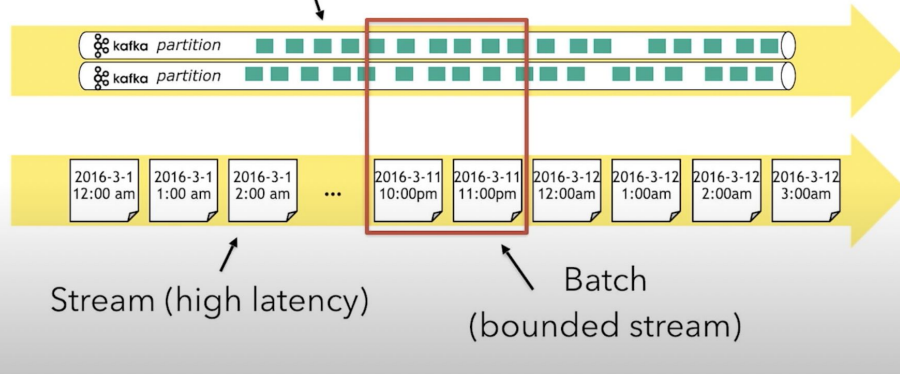 kafka partition
kafka partition
2016-3-1
12:00 am
2016-3-1
1:00 am
2016-3-1
2:00 am
...
2016-3-11
10:00pm
2016-3-11
11:00pm
2016-3-12
12:00am
2016-3-12
1:00am
2016-3-12
2:00am
2016-3-12
3:00am
Stream (high latency)
Batch
(bounded stream)